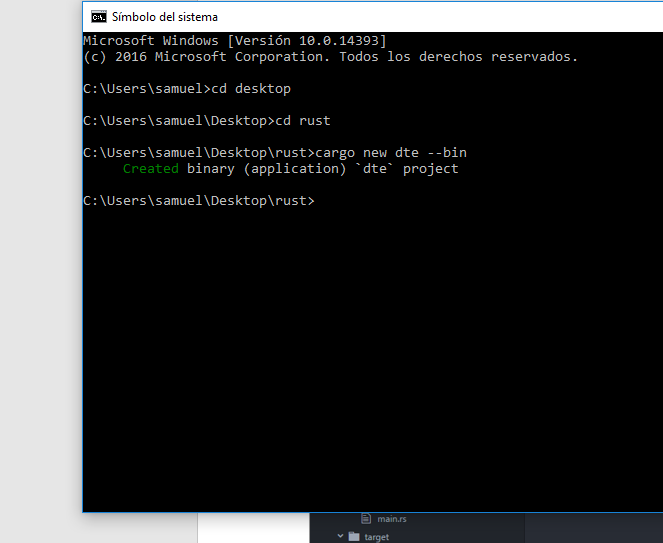 Símbolo del sistema
Microsoft Windows [Versión 10.0.14393]
(c) 2016 Microsoft Corporation. Todos los derechos reservados.
C:\Users\samuel>cd desktop
C:\Users\samuel\Desktop>cd rust
C:\Users\samuel\Desktop\rust>cargo new dte --bin
Created binary (application) `dte` project
C:\Users\samuel\Desktop\rust>
main.rs
target